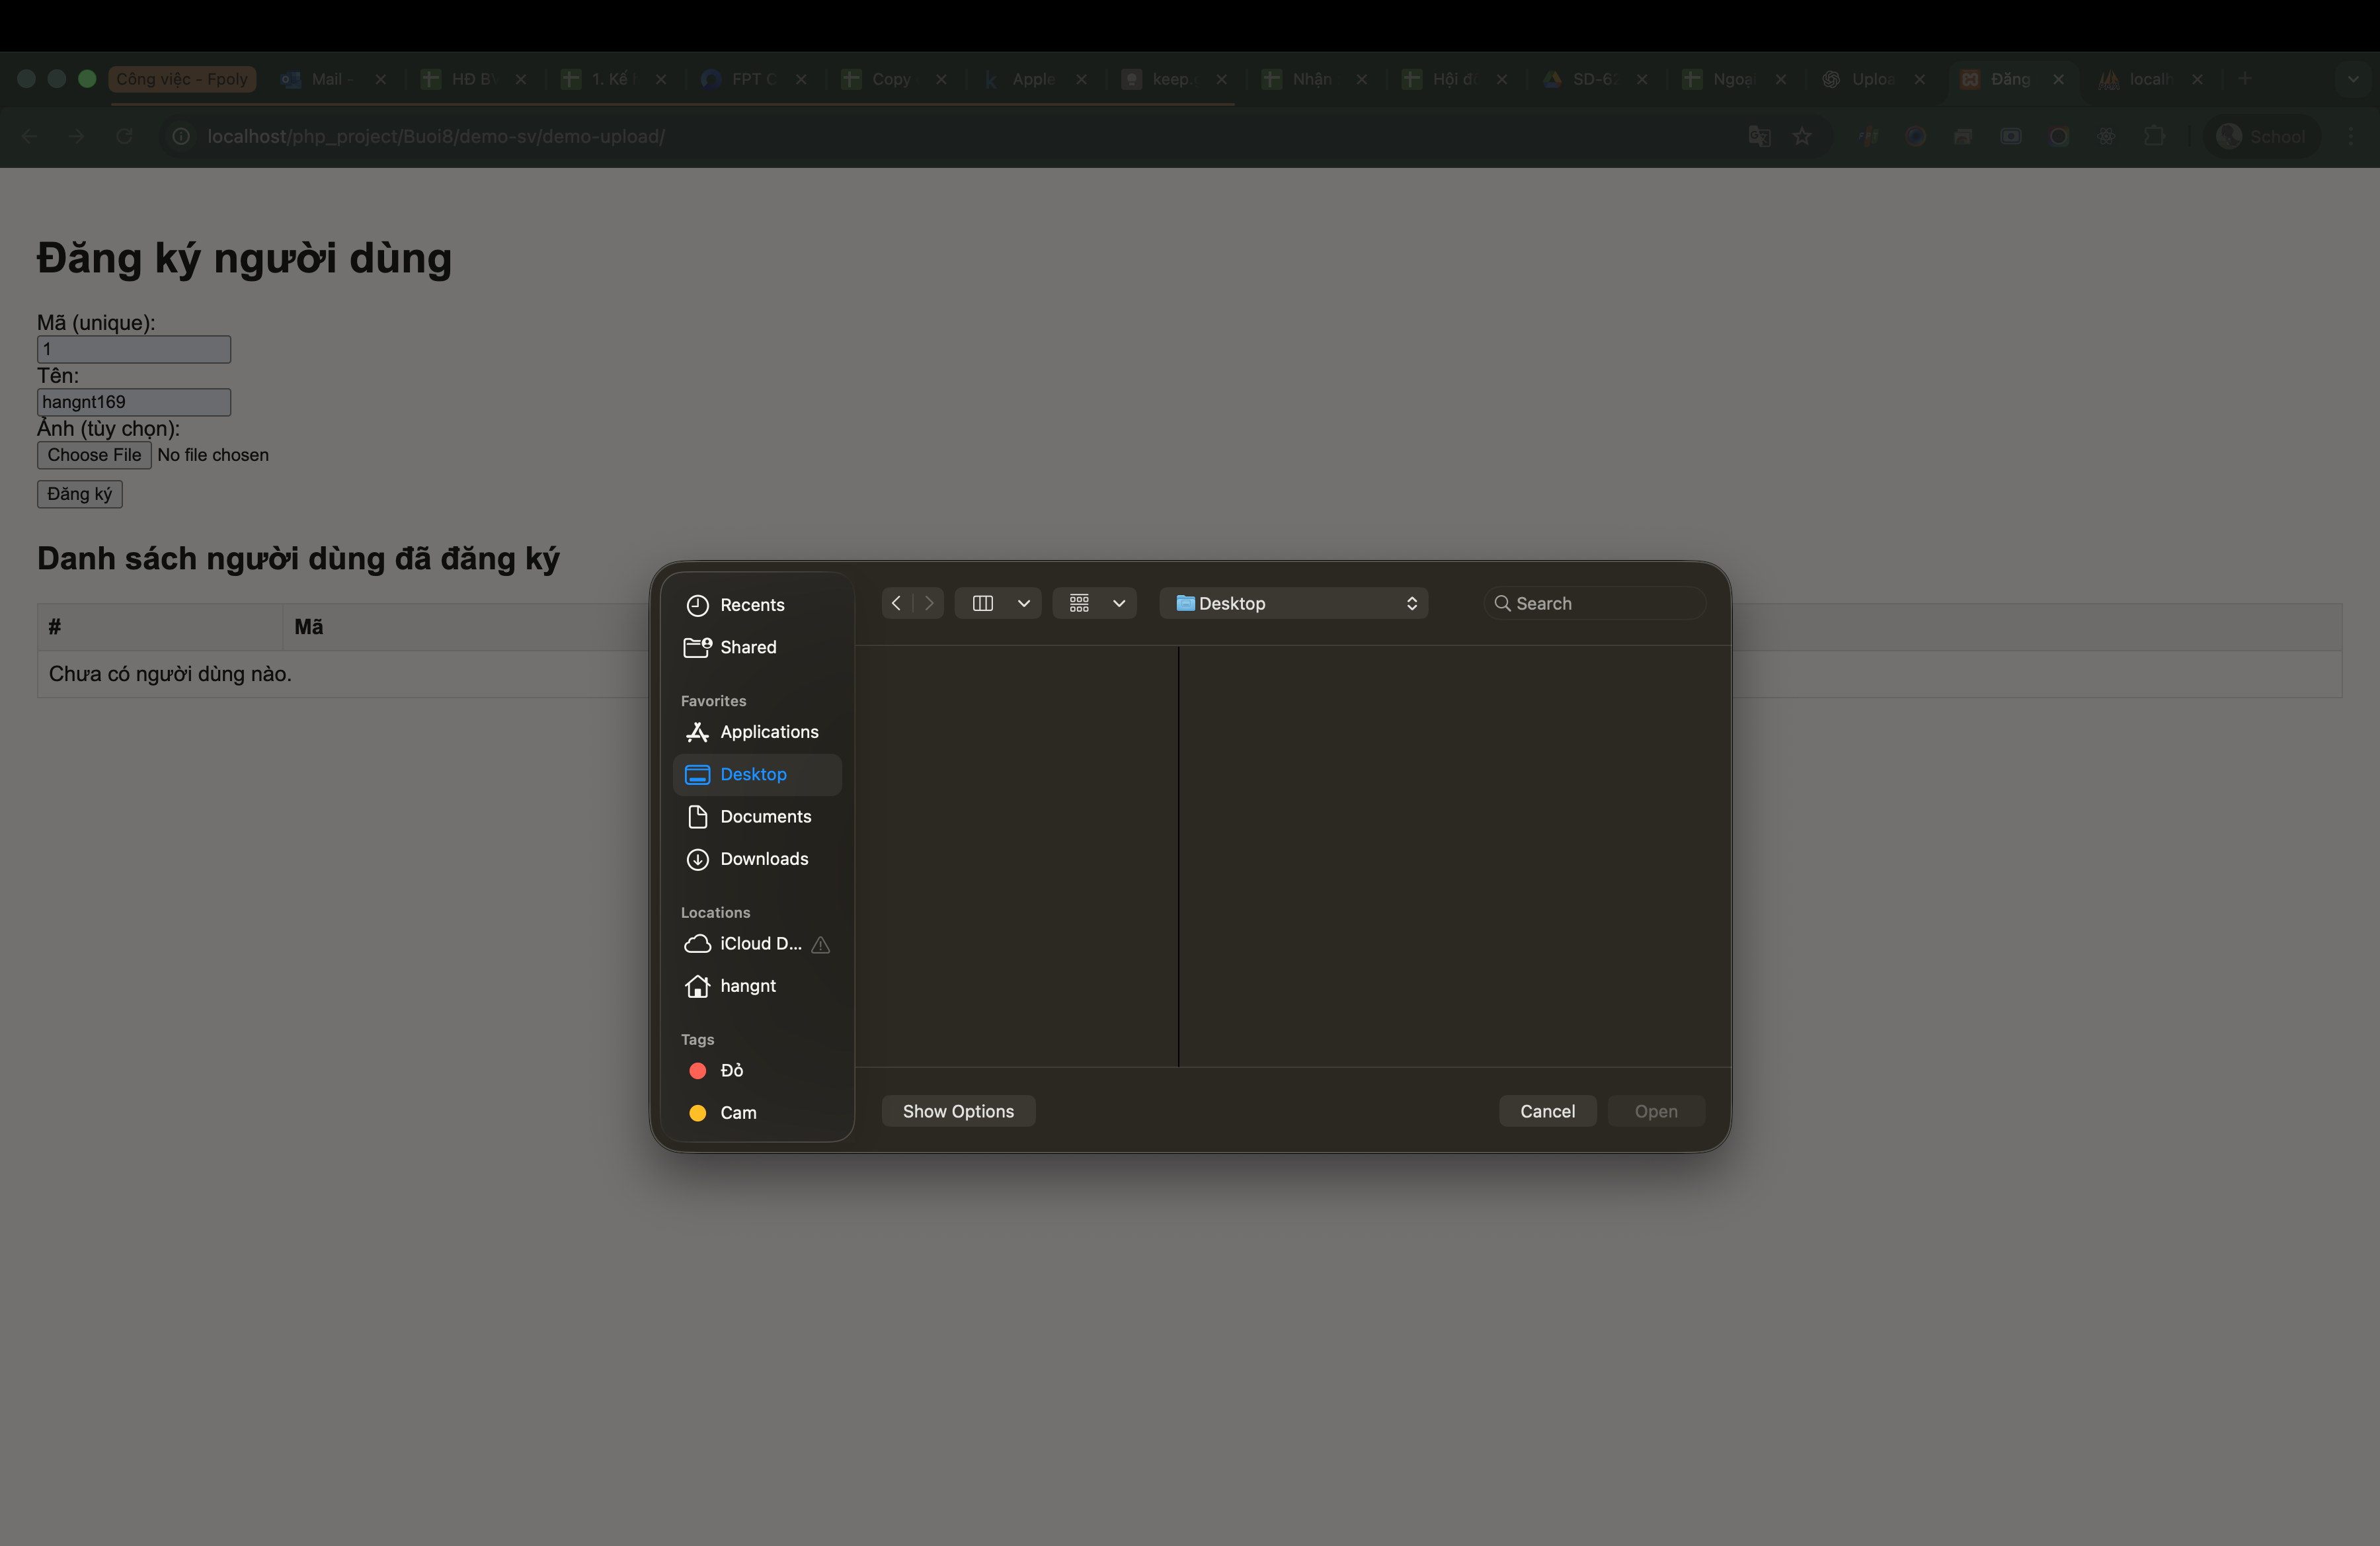 Công việc - Fpoly
Mail -
HĐ BV
1. Kế h
FPT C
Copy
Apple
keep.
Nhận
Hội đồ
SD-62
Ngoại
Uploa
Đăng
localh
localhost/php_project/Buoi8/demo-sv/demo-upload/
School
Đăng ký người dùng
Mã (unique):
1
Tên:
hangnt169
Ảnh (tùy chọn):
Choose File No file chosen
Đăng ký
Danh sách người dùng đã đăng ký
# Mã
Chưa có người dùng nào.
Recents
Shared
Favorites
Applications
Desktop
Documents
Downloads
Locations
iCloud D...
hangnt
Tags
Đỏ
Cam
Desktop
Search
Show Options
Cancel
Open